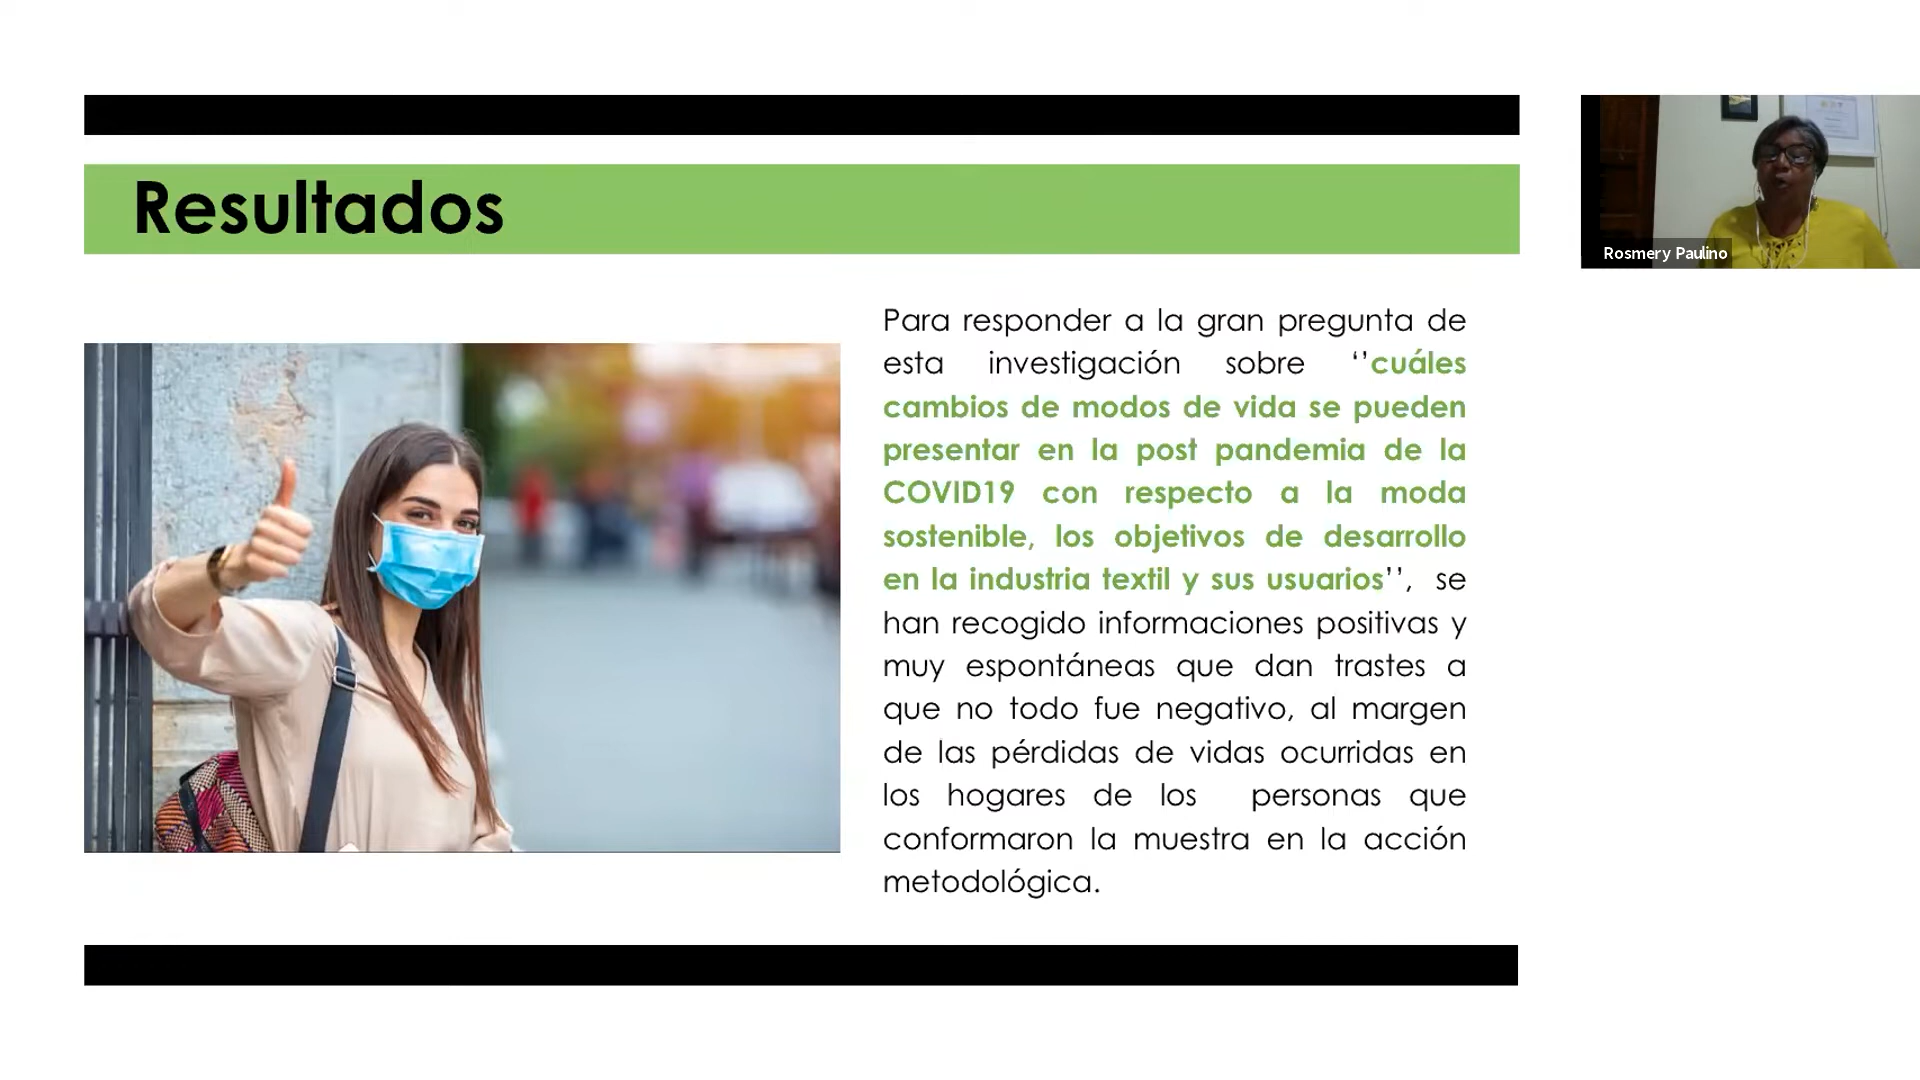 Resultados
Para responder a la gran pregunta de
esta investigación sobre ‘’cuáles
cambios de modos de vida se pueden
presentar en la post pandemia de la
COVID19 con respecto a la moda
sostenible, los objetivos de desarrollo
en la industria textil y sus usuarios’’, se
han recogido informaciones positivas y
muy espontáneas que dan trastes a
que no todo fue negativo, al margen
de las pérdidas de vidas ocurridas en
los hogares de los personas que
conformaron la muestra en la acción
metodológica.
Rosmery Paulino